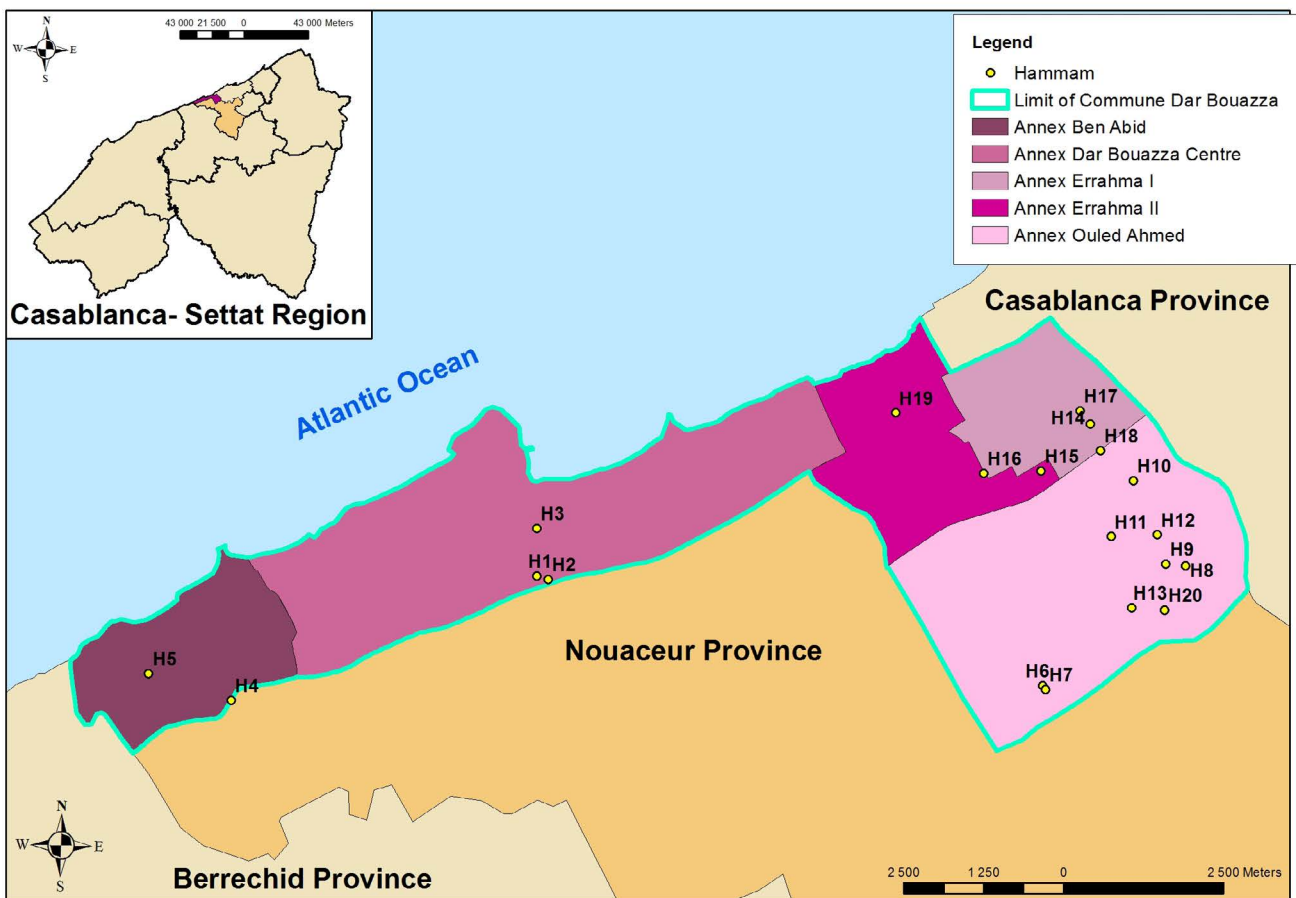 43 000 21 500 0 43 000 Meters
N
W E
S
Casablanca- Settat Region
Legend
Hammam
Limit of Commune Dar Bouazza
Annex Ben Abid
Annex Dar Bouazza Centre
Annex Errahma I
Annex Errahma II
Annex Ouled Ahmed
Casablanca Province
Atlantic Ocean
H17
H19
H14
H18
H16
H15
H10
H3
H11
H12
H9
H1
H2
H8
H13
H20
Nouaceur Province
H5
H6
H7
H4
N
W E
S
Berrechid Province
2 500 1 250 0 2 500 Meters